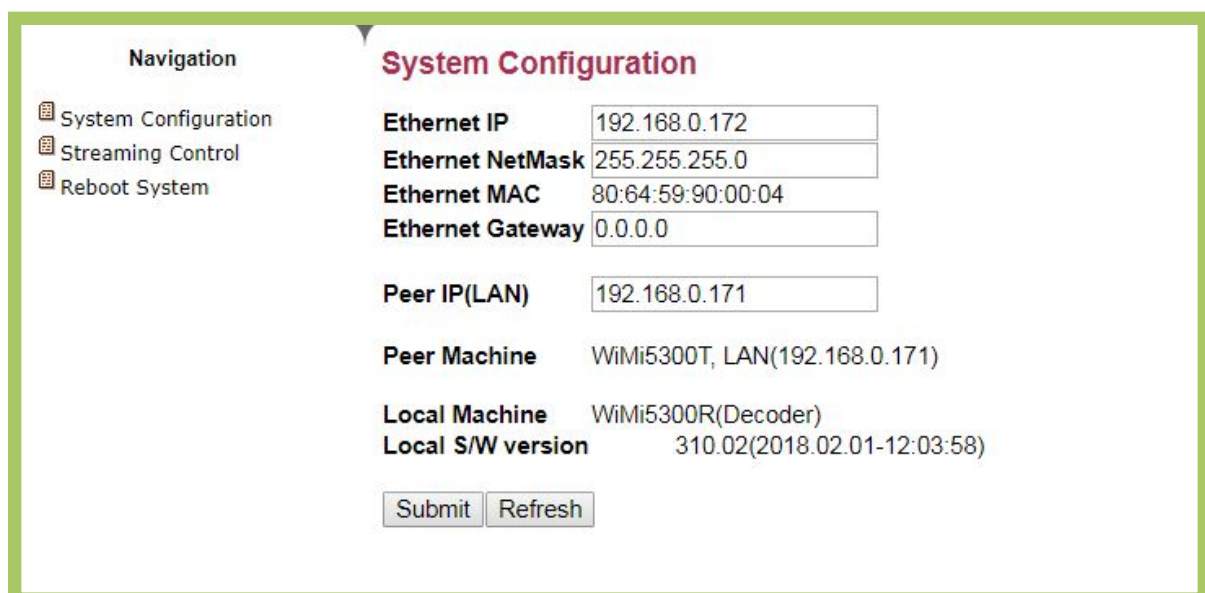 Navigation
System Configuration
Streaming Control
Reboot System
System Configuration
Ethernet IP 192.168.0.172
Ethernet NetMask 255.255.255.0
Ethernet MAC 80:64:59:90:00:04
Ethernet Gateway 0.0.0.0
Peer IP(LAN) 192.168.0.171
Peer Machine WiMi5300T, LAN(192.168.0.171)
Local Machine WiMi5300R(Decoder)
Local S/W version 310.02(2018.02.01-12:03:58)
Submit Refresh